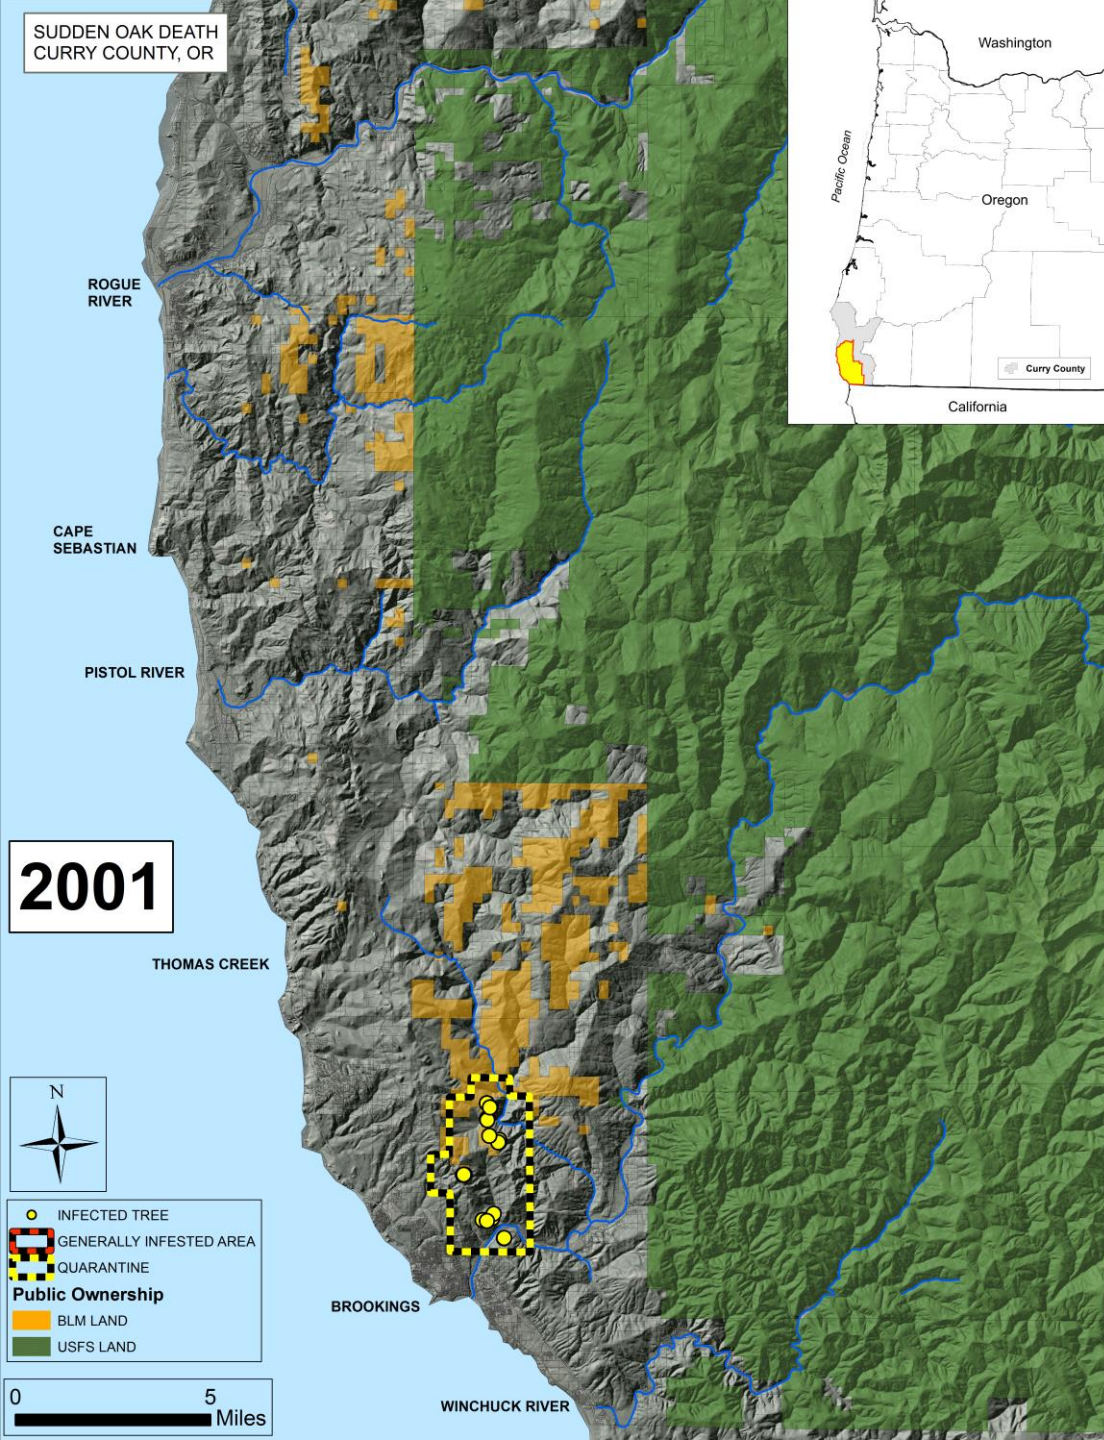 SUDDEN OAK DEATH
CURRY COUNTY, OR
Washington
Pacific Ocean
Oregon
Curry County
California
ROGUE
RIVER
CAPE
SEBASTIAN
PISTOL RIVER
2001
THOMAS CREEK
N
INFECTED TREE
GENERALLY INFESTED AREA
QUARANTINE
Public Ownership
BLM LAND
USFS LAND
BROOKINGS
0 5
Miles
WINCHUCK RIVER